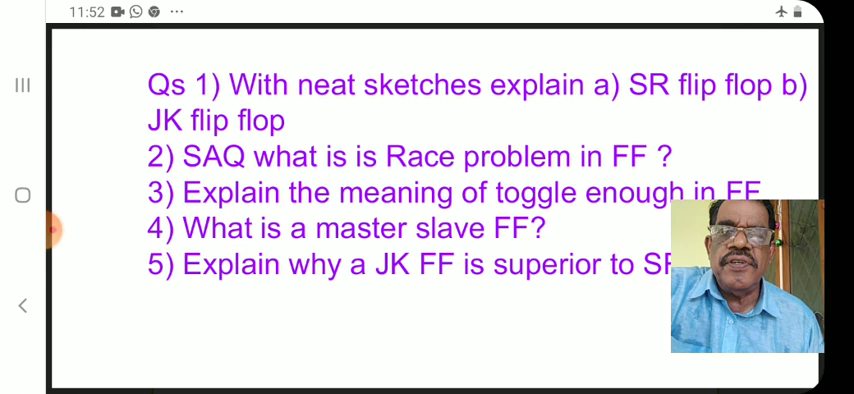 11:52
Qs 1) With neat sketches explain a) SR flip flop b)
JK flip flop
2) SAQ what is is Race problem in FF ?
3) Explain the meaning of toggle enough in FF
4) What is a master slave FF?
5) Explain why a JK FF is superior to